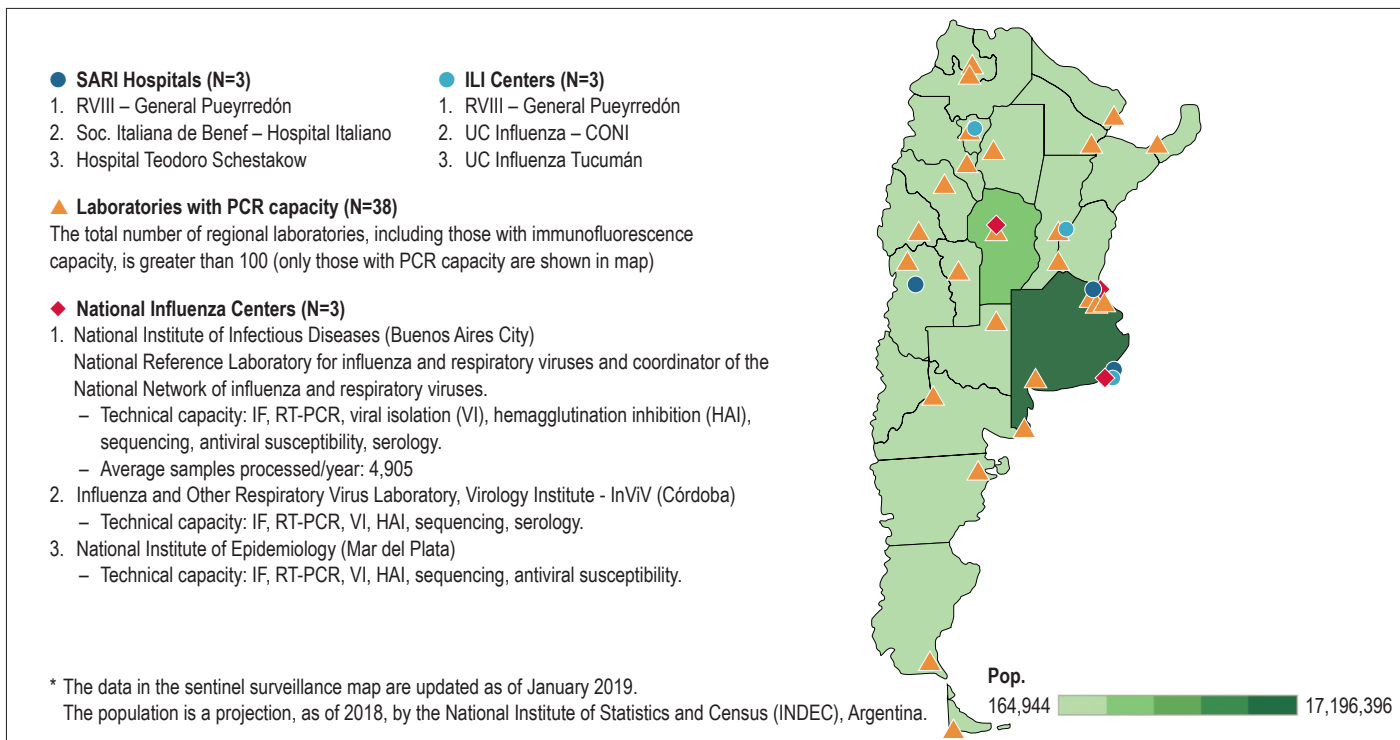 SARI Hospitals (N=3)
1. RVIII – General Pueyrredón
2. Soc. Italiana de Benef – Hospital Italiano
3. Hospital Teodoro Schestakow
ILI Centers (N=3)
1. RVIII – General Pueyrredón
2. UC Influenza – CONI
3. UC Influenza Tucumán
Laboratories with PCR capacity (N=38)
The total number of regional laboratories, including those with immunofluorescence
capacity, is greater than 100 (only those with PCR capacity are shown in map)
National Influenza Centers (N=3)
1. National Institute of Infectious Diseases (Buenos Aires City)
National Reference Laboratory for influenza and respiratory viruses and coordinator of the
National Network of influenza and respiratory viruses.
– Technical capacity: IF, RT-PCR, viral isolation (VI), hemagglutination inhibition (HAI),
sequencing, antiviral susceptibility, serology.
– Average samples processed/year: 4,905
2. Influenza and Other Respiratory Virus Laboratory, Virology Institute - InViV (Córdoba)
– Technical capacity: IF, RT-PCR, VI, HAI, sequencing, serology.
3. National Institute of Epidemiology (Mar del Plata)
– Technical capacity: IF, RT-PCR, VI, HAI, sequencing, antiviral susceptibility.
* The data in the sentinel surveillance map are updated as of January 2019.
The population is a projection, as of 2018, by the National Institute of Statistics and Census (INDEC), Argentina.
Pop.
164,944 17,196,396